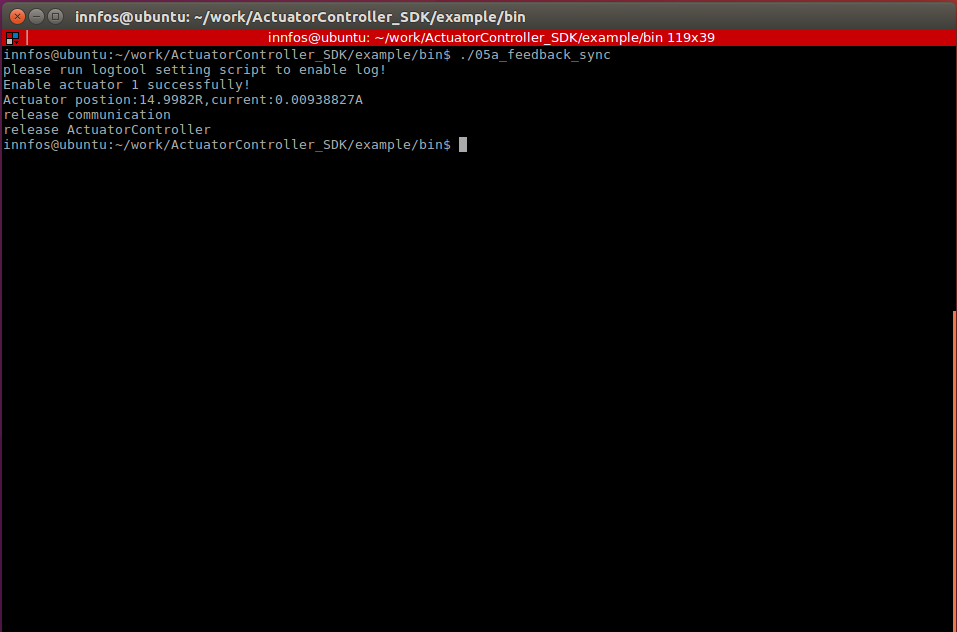 innfos@ubuntu: ~/work/ActuatorController_SDK/example/bin
innfos@ubuntu: ~/work/ActuatorController_SDK/example/bin 119x39
innfos@ubuntu:~/work/ActuatorController_SDK/example/bin$ ./05a_feedback_sync
please run logtool setting script to enable log!
Enable actuator 1 successfully!
Actuator postion:14.9982R,current:0.00938827A
release communication
release ActuatorController
innfos@ubuntu:~/work/ActuatorController_SDK/example/bin$